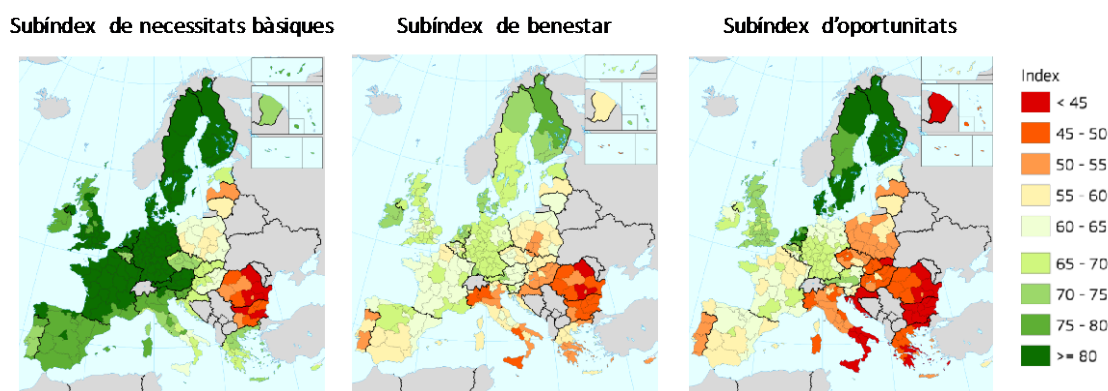 Subíndex de necessitats bàsiques
Subíndex de benestar
Subíndex d'oportunitats
Index
< 45
45 - 50
50 - 55
55 - 60
60 - 65
65 - 70
70 - 75
75 - 80
>= 80